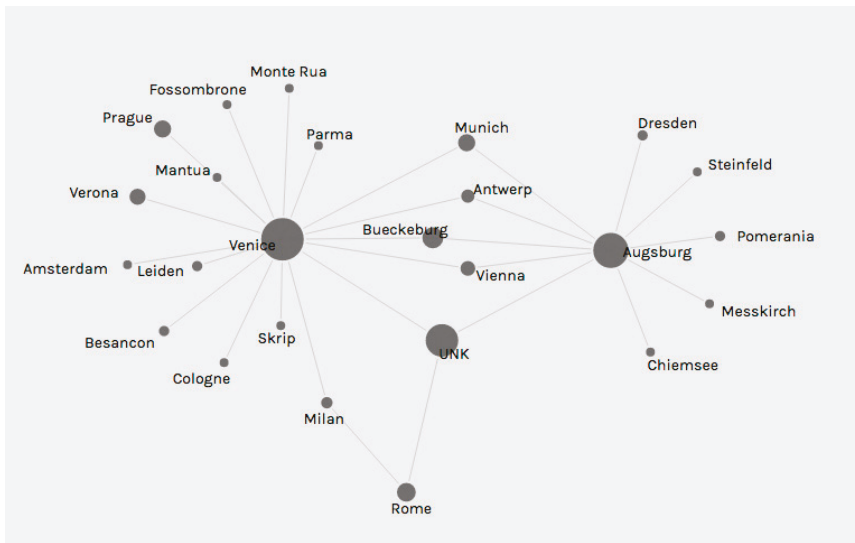 Monte Rua
Fossombrone
Prague
Parma
Munich
Dresden
Mantua
Steinfeld
Verona
Antwerp
Bueckeburg
Pomerania
Venice
Augsburg
Amsterdam
Leiden
Vienna
Messkirch
Skrip
Besancon
UNK
Chiemsee
Cologne
Milan
Rome